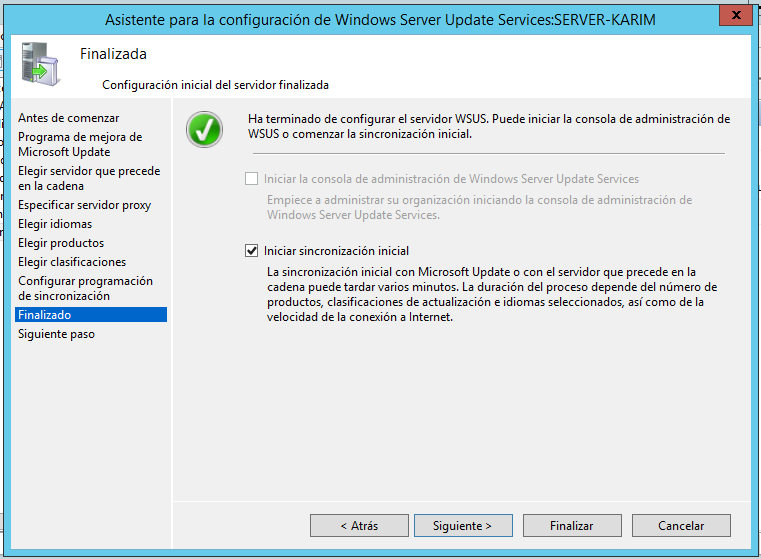 Asistente para la configuración de Windows Server Update Services:SERVER-KARIM
x
Finalizada
Configuración inicial del servidor finalizada
Antes de comenzar
Programa de mejora de
Microsoft Update
Elegir servidor que precede
en la cadena
Especificar servidor proxy
Elegir idiomas
Elegir productos
Elegir clasificaciones
Configurar programación
de sincronización
Finalizado
Siguiente paso
Ha terminado de configurar el servidor WSUS. Puede iniciar la consola de administración de
WSUS o comenzar la sincronización inicial.
Iniciar la consola de administración de Windows Server Update Services
Empiece a administrar su organización iniciando la consola de administración de
Windows Server Update Services.
Iniciar sincronización inicial
La sincronización inicial con Microsoft Update o con el servidor que precede en la
cadena puede tardar varios minutos. La duración del proceso depende del número de
productos, clasificaciones de actualización e idiomas seleccionados, así como de la
velocidad de la conexión a Internet.
< Atrás
Siguiente >
Finalizar
Cancelar